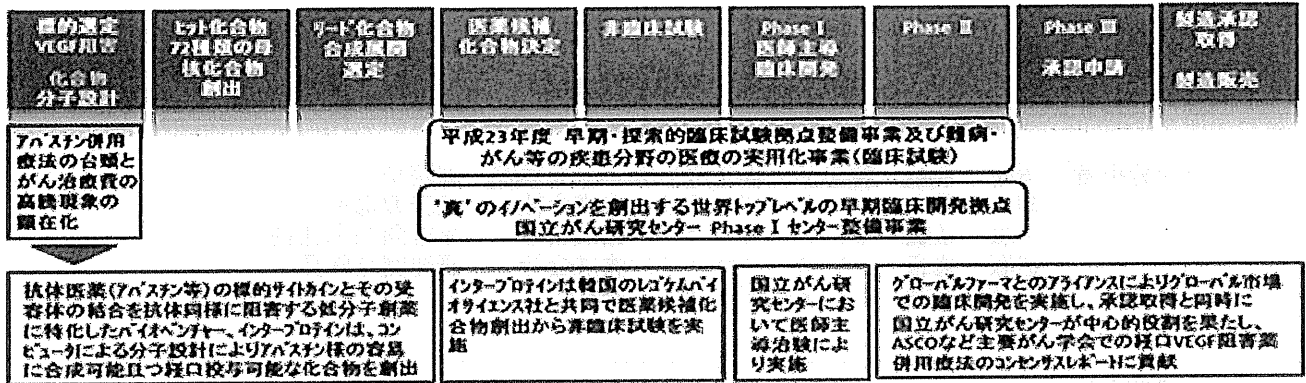 標的選定
VEGF阻害
化合物
分子設計
ヒット化合物
72種類の母
核化合物
創出
リード化合物
合成展開
選定
医薬候補
化合物決定
非臨床試験
Phase I
医師主導
臨床開発
Phase II
Phase III
承認申請
製造承認
取得
製造販売
アバスチン併用
療法の台頭と
がん治療費の
高騰現象の
顕在化
平成23年度 早期・探索的臨床試験拠点整備事業及び難病・
がん等の疾患分野の医療の実用化事業(臨床試験)
"真"のイノベーションを創出する世界トップレベルの早期臨床開発拠点
国立がん研究センター Phase I センター整備事業
抗体医薬(アバスチン等)の標的サイトカインとその受
容体の結合を抗体同様に阻害する低分子創薬
に特化したバイオベンチャー、インタープロテインは、コン
ピュータによる分子設計によりアバスチン様の容易
に合成可能且つ経口投与可能な化合物を創出
インタープロテインは韓国のレゴケムバイ
オサイエンス社と共同で医薬候補化
合物創出から非臨床試験を実
施
国立がん研
究センターにお
いて医師主
導治験によ
り実施
グローバルファーマとのアライアンスによりグローバル市場
での臨床開発を実施し、承認取得と同時に
国立がん研究センターが中心的役割を果たし、
ASCOなど主要がん学会での経口VEGF阻害薬
併用療法のコンセンサスレポートに貢献